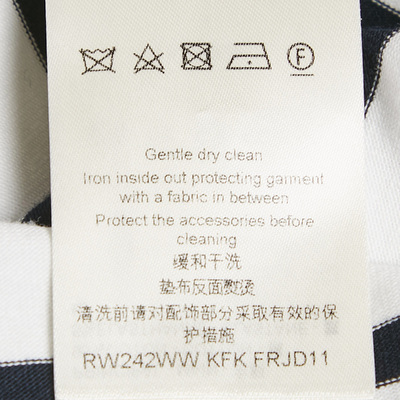 F
Gentle dry clean
Iron inside out protecting garment
with a fabric in between
Protect the accessories before
cleaning
缓和干洗
垫布反面熨烫
清洗前请对配饰部分采取有效的保
护措施
RW242WW KFK FRJD11